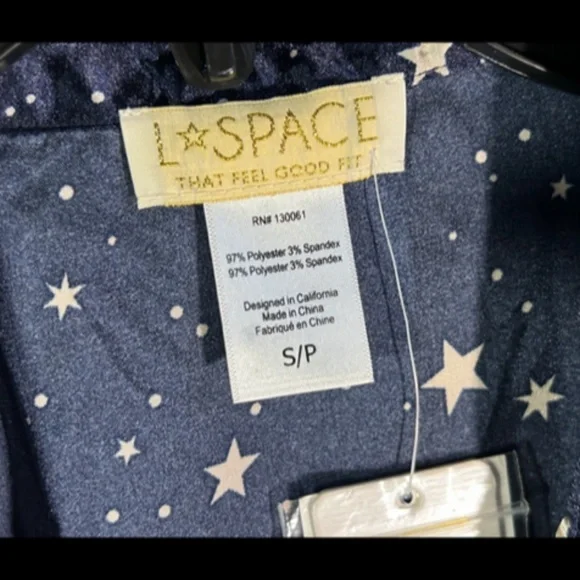 L☆SPACE
THAT FEEL GOOD FIT
RN# 130061
97% Polyester 3% Spandex
97% Polyester 3% Spandex
Designed in California
Made in China
Fabriqué en Chine
S/P